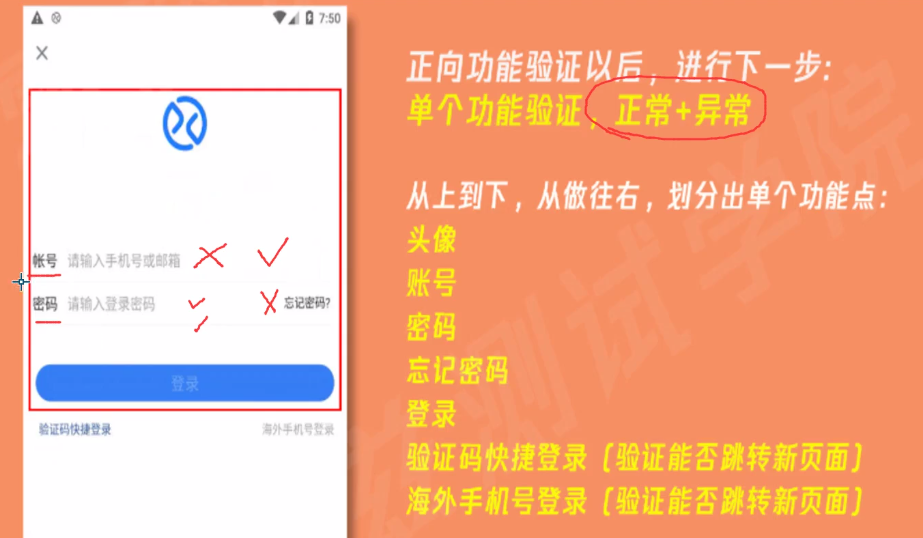 7:50
帐号 请输入手机号或邮箱
密码 请输入登录密码 忘记密码?
登录
验证码快捷登录 海外手机号登录
正向功能验证以后，进行下一步:
单个功能验证，正常+异常
从上到下，从做往右，划分出单个功能点:
头像
账号
密码
忘记密码
登录
验证码快捷登录（验证能否跳转新页面）
海外手机号登录（验证能否跳转新页面）
测试学院